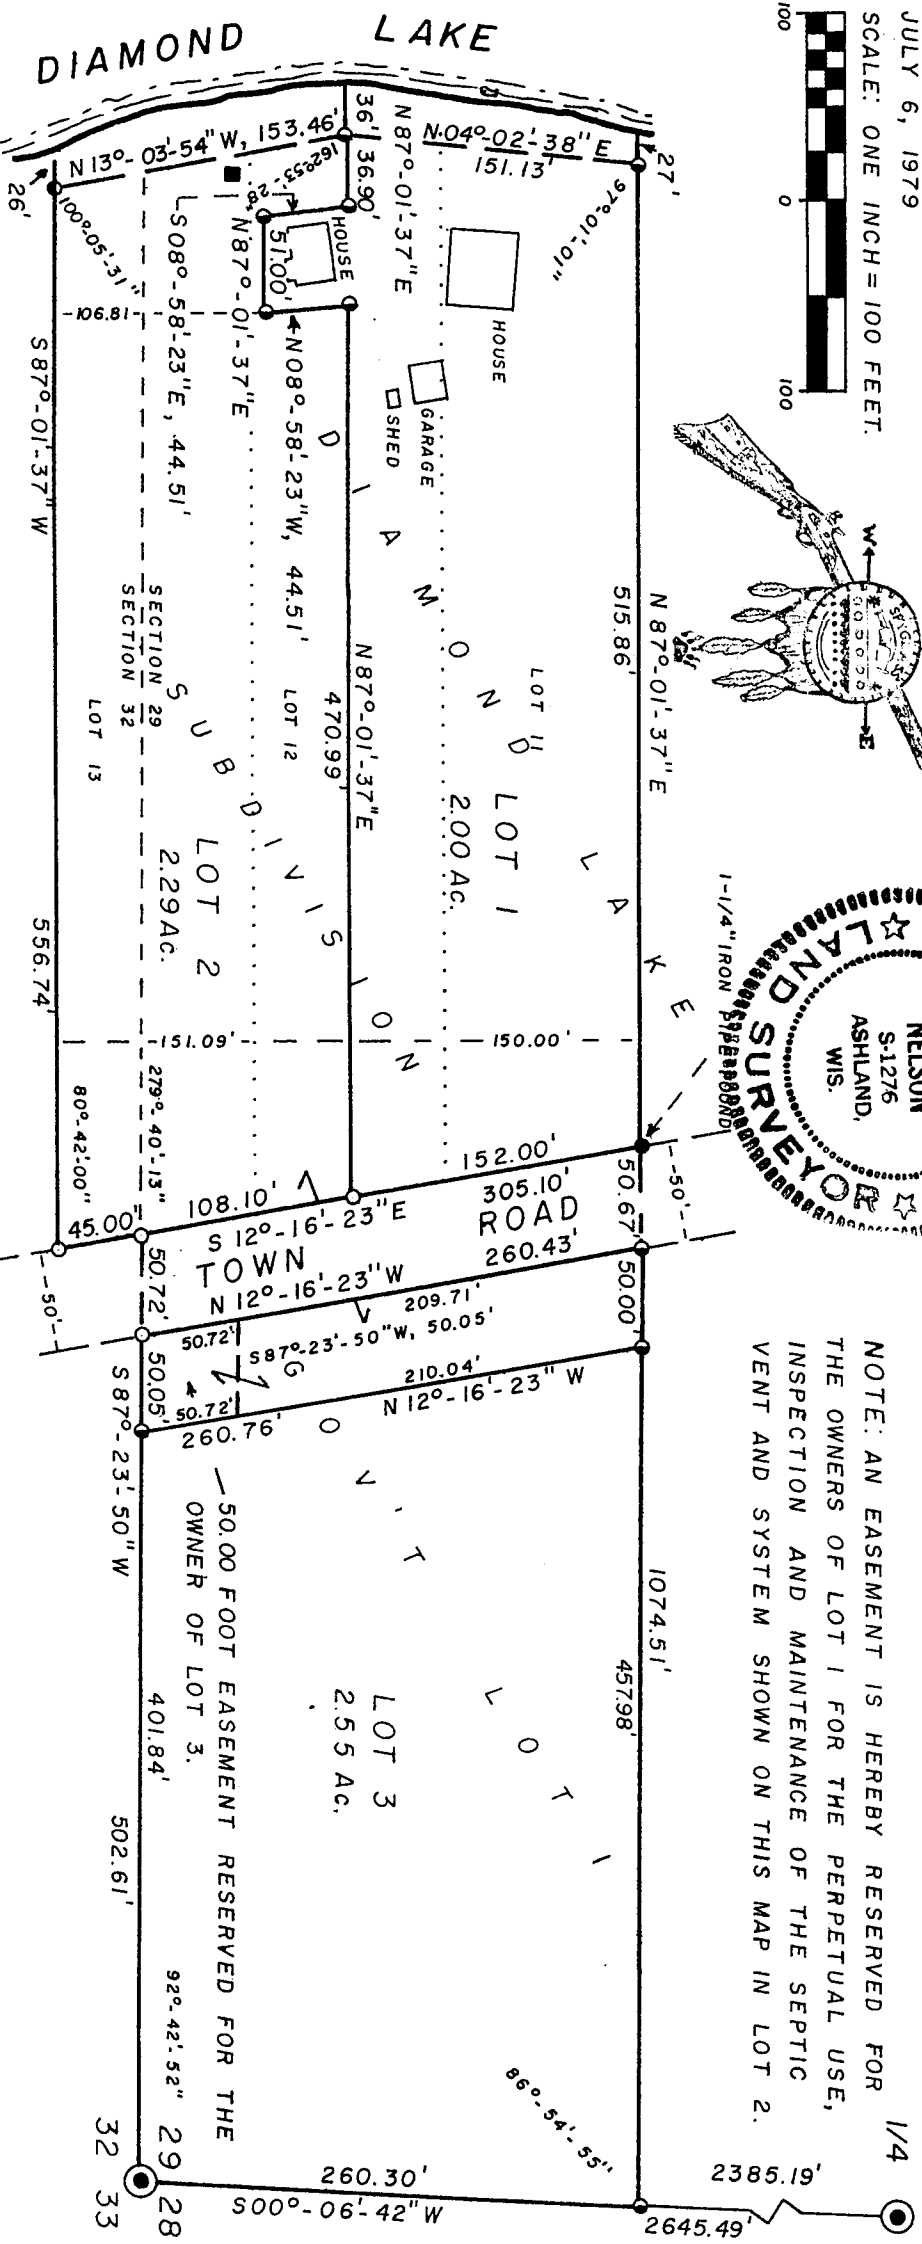 JULY 6, 1979
SCALE: ONE INCH = 100 FEET.
100
0
100
W
E
NELSON
S-1276
ASHLAND,
WIS.
LAND SURVEYOR
1-1/4" IRON PIPE FOUND
NOTE: AN EASEMENT IS HEREBY RESERVED FOR
THE OWNERS OF LOT 1 FOR THE PERPETUAL USE,
INSPECTION AND MAINTENANCE OF THE SEPTIC
VENT AND SYSTEM SHOWN ON THIS MAP IN LOT 2.
1/4
2385.19'
2645.49'
DIAMOND LAKE
27'
97°-01'-01"
N 87°-01'-37" E
515.86'
50.67'
50.00'
-50'-
1074.51'
457.98'
86°-54'-55"
N 04°-02'-38" E
151.13'
HOUSE
GARAGE
SHED
LOT 11
LOT 1
2.00 Ac.
DIAMOND LAKE
SUBDIVISION
150.00'
152.00'
305.10'
36'
36.90'
N 87°-01'-37" E
162°-53'-28"
HOUSE
51.00'
N 87°-01'-37" E
470.99'
N 87°-01'-37" E
N08°-58'-23"W, 44.51'
S08°-58'-23"E, 44.51'
LOT 12
N 13°-03'-54" W, 153.46'
26'
100°-05'-31"
-106.81-
SECTION 29
SECTION 32
LOT 13
LOT 2
2.29 Ac.
-151.09'-
279°-40'-13"
80°-42'-00"
S 87°-01'-37" W
556.74'
108.10'
45.00'
S 12°-16'-23" E
TOWN ROAD
N 12°-16'-23" W
260.43'
209.71'
50.72'
50.72'
-50'-
S 87°-23'-50" W, 50.05'
210.04'
N 12°-16'-23" W
50.72'
260.76'
50.05'
GOV'T LOT 1
LOT 3
2.55 Ac.
50.00 FOOT EASEMENT RESERVED FOR THE
OWNER OF LOT 3.
S 87°-23'-50" W
401.84'
502.61'
92°-42'-52"
260.30'
S00°-06'-42" W
29
28
32
33